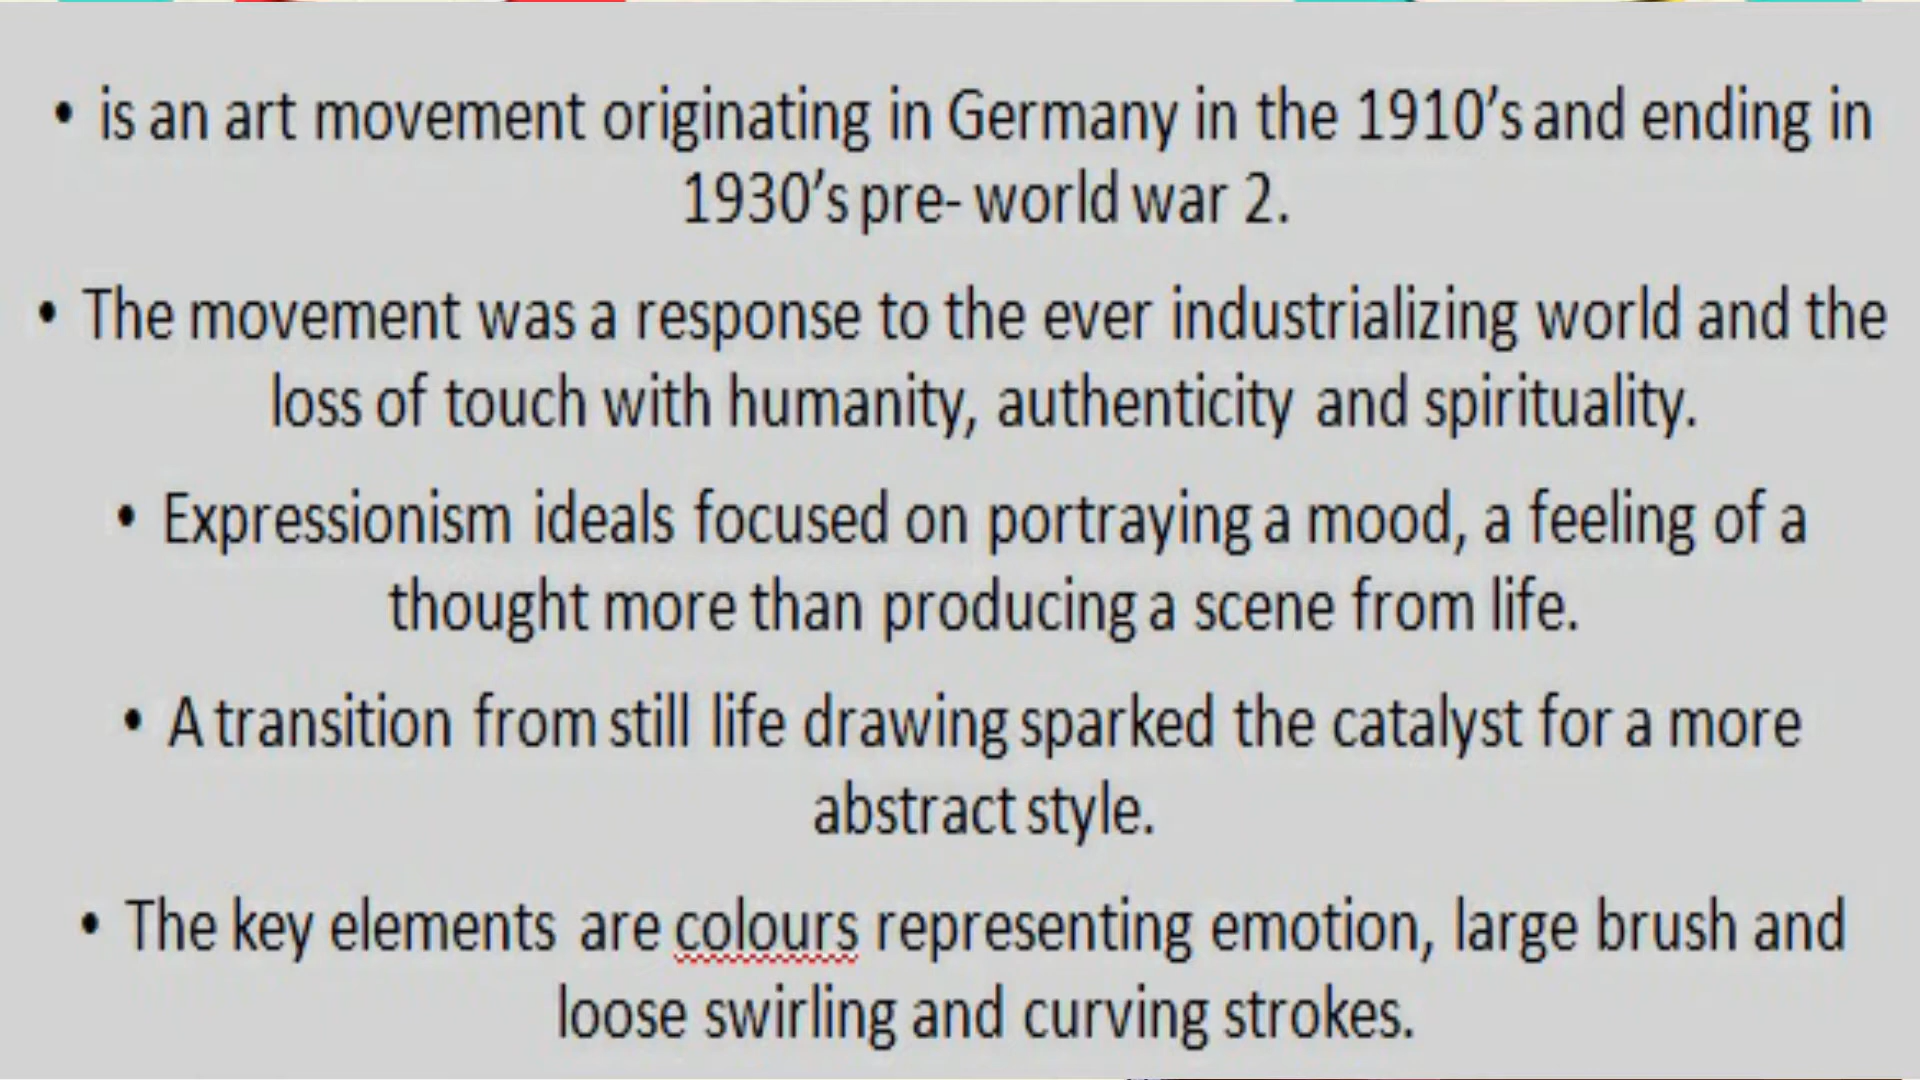 • is an art movement originating in Germany in the 1910’s and ending in
1930’s pre- world war 2.
• The movement was a response to the ever industrializing world and the
loss of touch with humanity, authenticity and spirituality.
• Expressionism ideals focused on portraying a mood, a feeling of a
thought more than producing a scene from life.
• A transition from still life drawing sparked the catalyst for a more
abstract style.
• The key elements are colours representing emotion, large brush and
loose swirling and curving strokes.